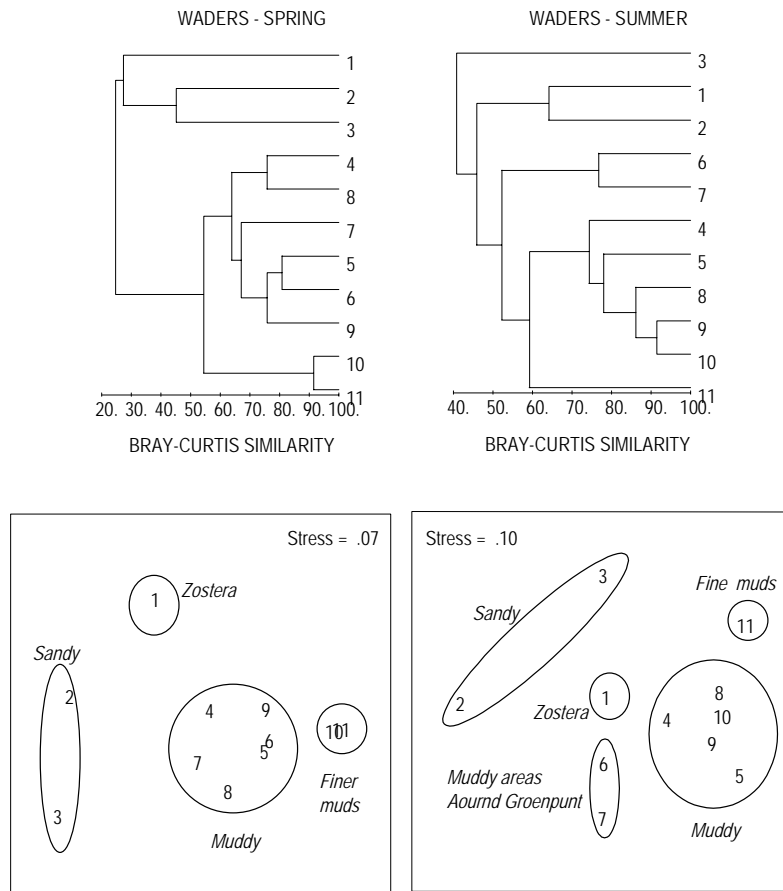 WADERS - SPRING
1
2
3
4
8
7
5
6
9
10
11
20. 30. 40. 50. 60. 70. 80. 90. 100.
BRAY-CURTIS SIMILARITY
WADERS - SUMMER
3
1
2
6
7
4
5
8
9
10
11
40. 50. 60. 70. 80. 90. 100.
BRAY-CURTIS SIMILARITY
Stress = .07
Zostera
1
Sandy
2
3
4
9
6
5
7
8
Muddy
10
11
Finer
muds
Stress = .10
3
Sandy
2
Fine muds
11
Zostera
1
8
4
10
9
5
Muddy
6
7
Muddy areas
Aournd Groenpunt